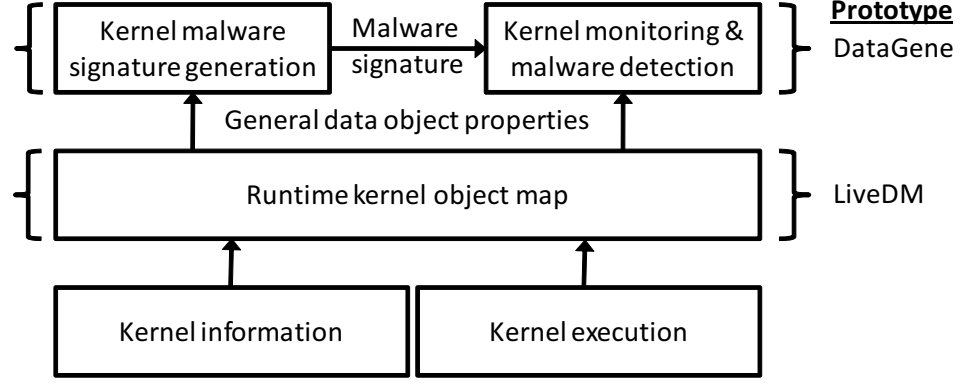 Prototype
Kernel malware
signature generation
Malware
signature
Kernel monitoring &
malware detection
DataGene
General data object properties
Runtime kernel object map
LiveDM
Kernel information
Kernel execution